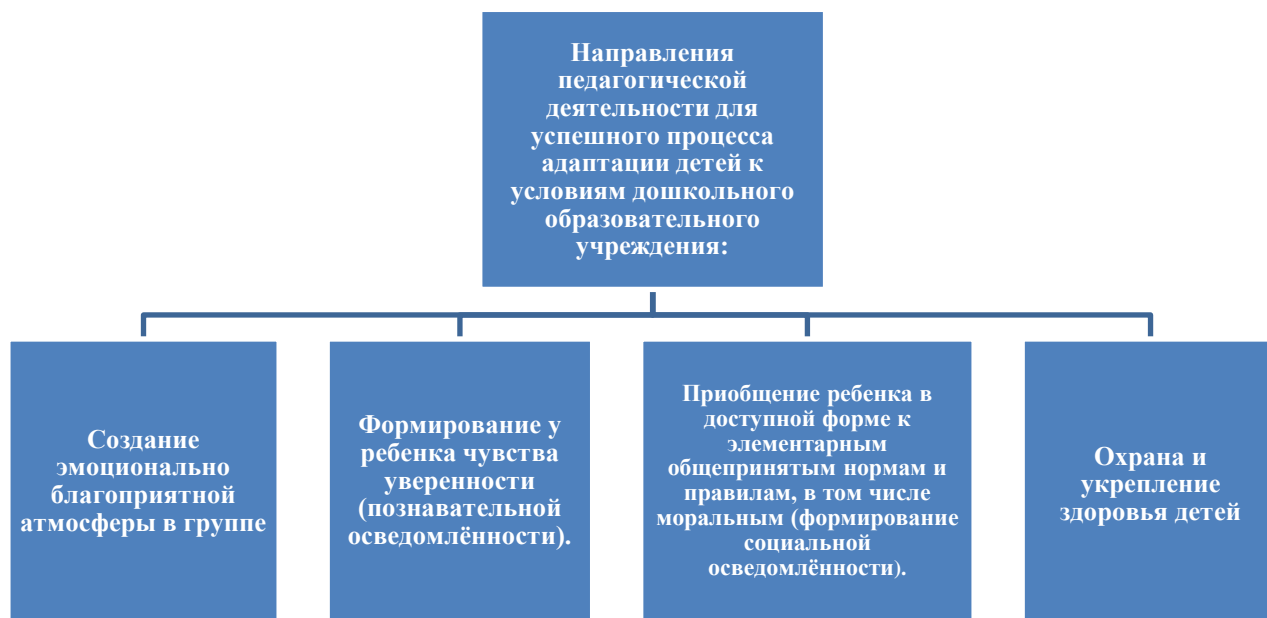 Направления
педагогической
деятельности для
успешного процесса
адаптации детей к
условиям дошкольного
образовательного
учреждения:
Создание
эмоционально
благоприятной
атмосферы в группе
Формирование у
ребенка чувства
уверенности
(познавательной
осведомлённости).
Приобщение ребенка в
доступной форме к
элементарным
общепринятым нормам и
правилам, в том числе
моральным (формирование
социальной
осведомлённости).
Охрана и
укрепление
здоровья детей